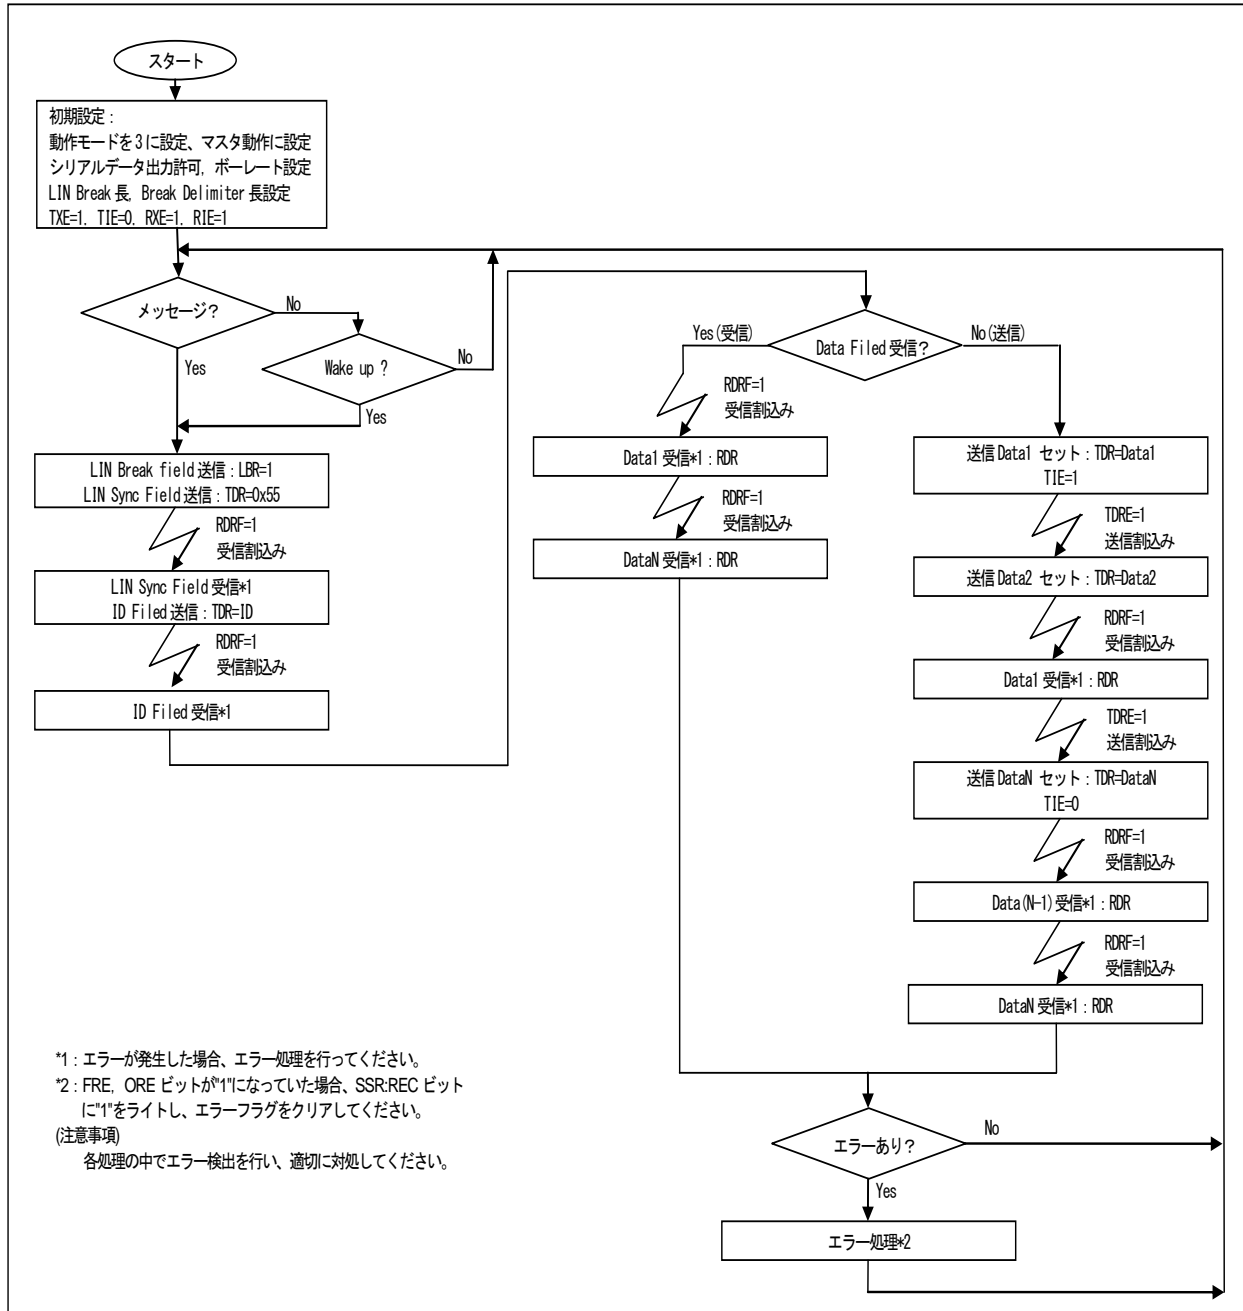 スタート
初期設定：
動作モードを3に設定、マスタ動作に設定
シリアルデータ出力許可, ボーレート設定
LIN Break 長, Break Delimiter 長設定
TXE=1, TIE=0, RXE=1, RIE=1
メッセージ?
No
Yes
Wake up ?
No
Yes
LIN Break field 送信 : LBR=1
LIN Sync Field 送信 : TDR=0x55
RDRF=1
受信割込み
LIN Sync Field 受信*1
ID Filed 送信 : TDR=ID
RDRF=1
受信割込み
ID Filed 受信*1
Data Filed 受信?
Yes(受信)
No(送信)
RDRF=1
受信割込み
Data1 受信*1 : RDR
RDRF=1
受信割込み
DataN 受信*1 : RDR
送信 Data1 セット : TDR=Data1
TIE=1
TDRE=1
送信割込み
送信 Data2 セット : TDR=Data2
RDRF=1
受信割込み
Data1 受信*1 : RDR
TDRE=1
送信割込み
送信 DataN セット : TDR=DataN
TIE=0
RDRF=1
受信割込み
Data(N-1) 受信*1 : RDR
RDRF=1
受信割込み
DataN 受信*1 : RDR
エラーあり?
No
Yes
エラー処理*2
*1 : エラーが発生した場合、エラー処理を行ってください。
*2 : FRE, ORE ビットが"1"になっていた場合、SSR:REC ビット
に"1"をライトし、エラーフラグをクリアしてください。
(注意事項)
各処理の中でエラー検出を行い、適切に対処してください。